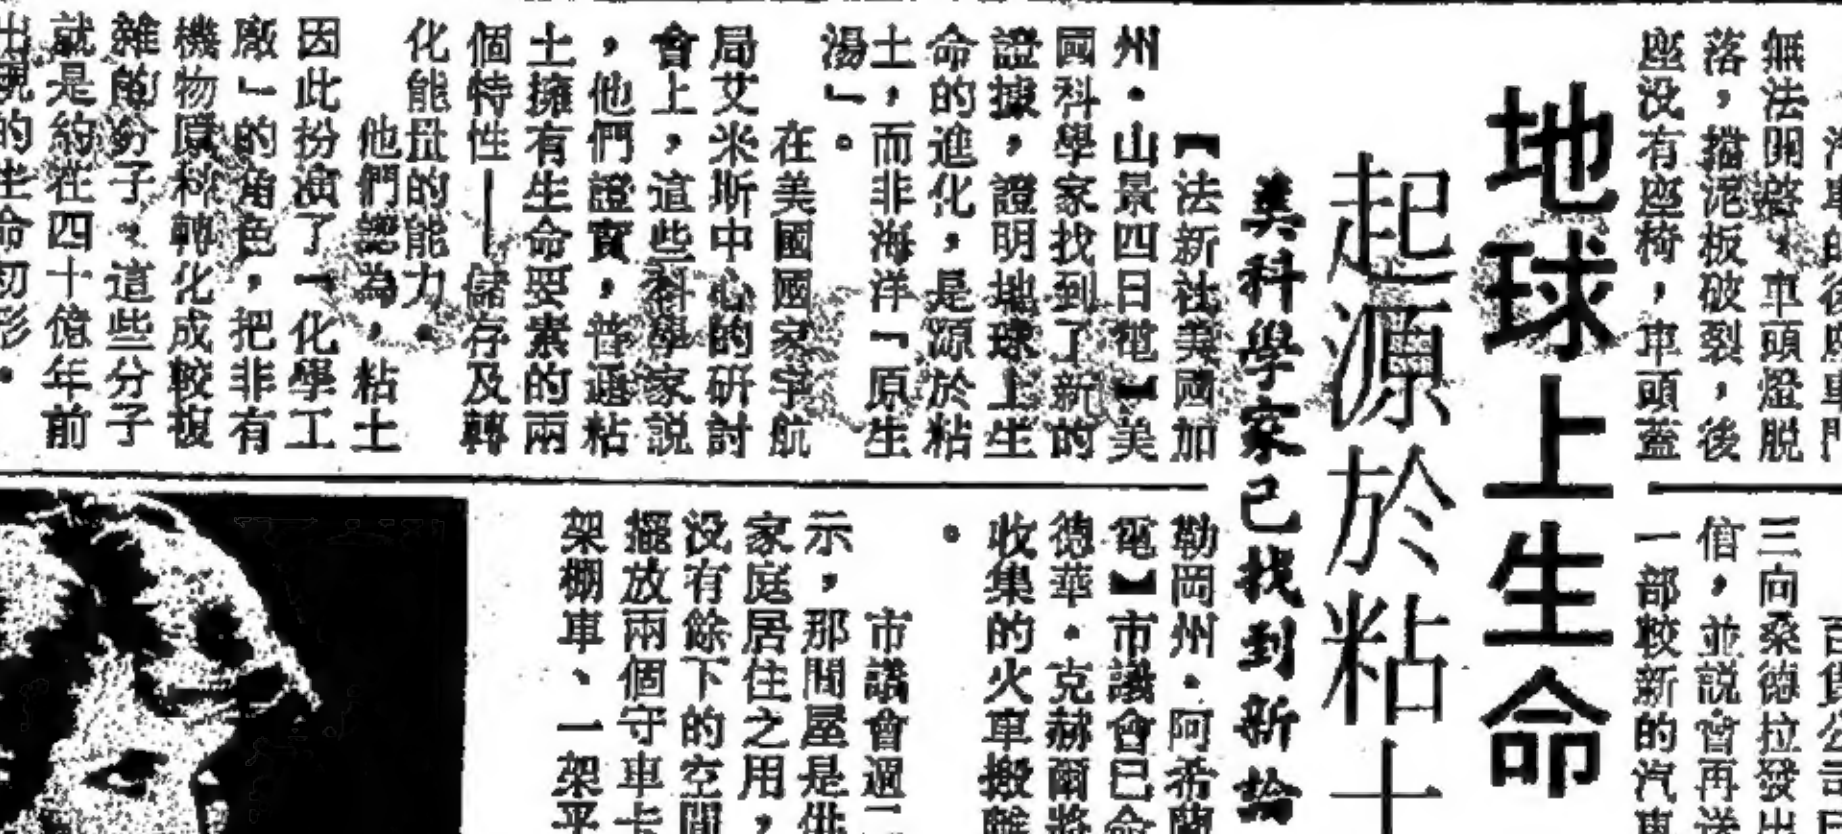 無法開啓,車頭燈脱
落,擋泥板破裂,後
座没有座椅,車頭蓋
三向桑德拉發出
信,並説會再送
一部較新的汽車
地球上生命
起源於粘土
美科學家已找到新論
【法新社美國加
州·山景四日電】美
國科學家找到了新的
證據,證明地球上生
命的進化,是源於粘
土,而非海洋「原生
湯」。
在美國國家宇航
局艾米斯中心的研討
會上,這些科學家説
,他們證實,普通粘
土擁有生命要素的兩
個特性——儲存及轉
化能量的能力。
他們認為,粘土
因此扮演了「化學工
廠」的角色,把非有
機物原料轉化成較複
雜的分子、這些分子
就是約在四十億年前
出現的生命初形。
勒岡州·阿希蘭
電】市議會已命
德華·克赫爾將
收集的火車搬離
。
市議會週二
示,那間屋是供
家庭居住之用,
没有餘下的空間
擺放兩個守車卡
架棚車、一架平